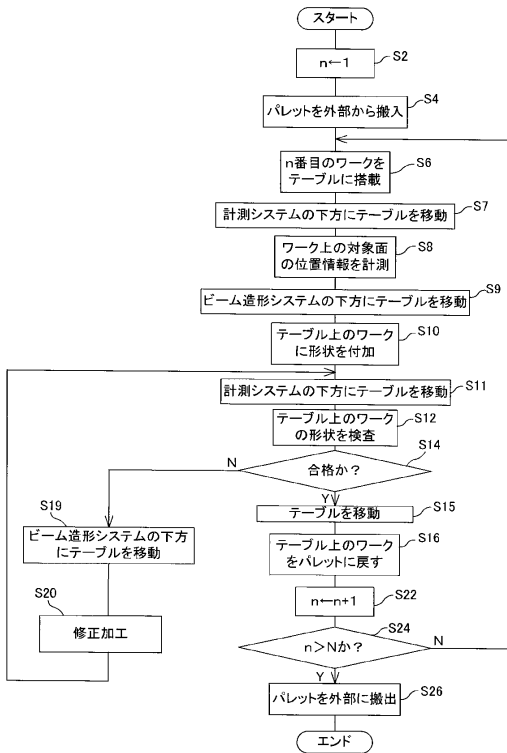 スタート
n←1
S2
パレットを外部から搬入
S4
n番目のワークを
テーブルに搭載
S6
計測システムの下方にテーブルを移動
S7
ワーク上の対象面
の位置情報を計測
S8
ビーム造形システムの下方にテーブルを移動
S9
テーブル上のワーク
に形状を付加
S10
計測システムの下方にテーブルを移動
S11
テーブル上のワーク
の形状を検査
S12
合格か?
S14
N
Y
テーブルを移動
S15
S19
ビーム造形システムの下方
にテーブルを移動
テーブル上のワーク
をパレットに戻す
S16
S20
修正加工
n←n+1
S22
n>Nか?
S24
N
Y
パレットを外部に搬出
S26
エンド